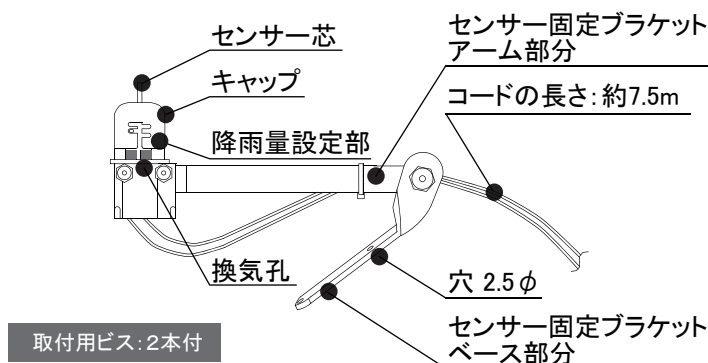 センサー芯
キャップ
降雨量設定部
換気孔
センサー固定ブラケット
アーム部分
コードの長さ:約7.5m
穴 2.5φ
センサー固定ブラケット
ベース部分
取付用ビス:2本付